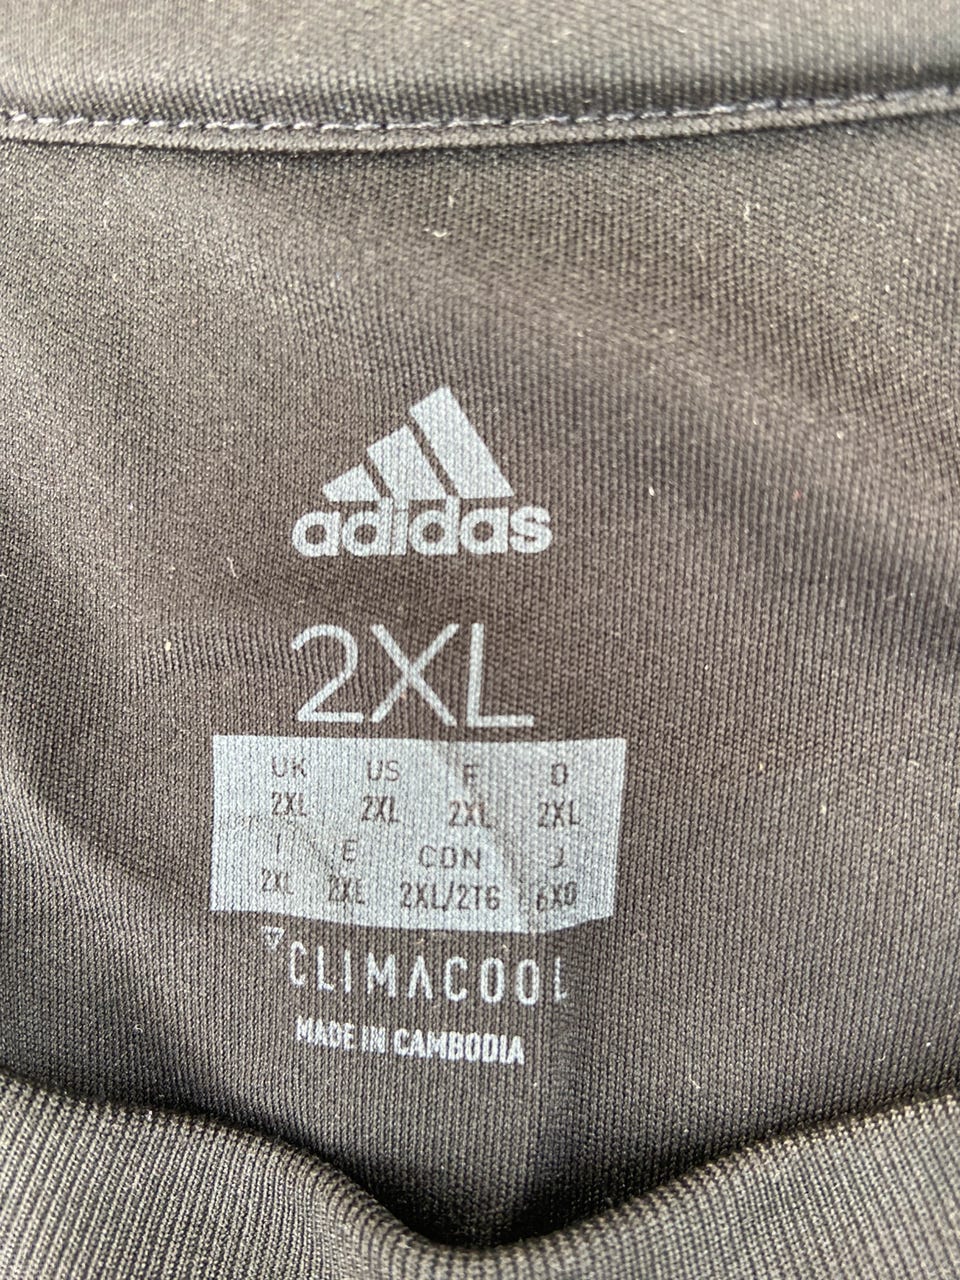 adidas
2XL
UK US F D
2XL 2XL 2XL 2XL
I E CDN J
2XL 2XL 2XL/2TG 6XO
CLIMACOOL
MADE IN CAMBODIA